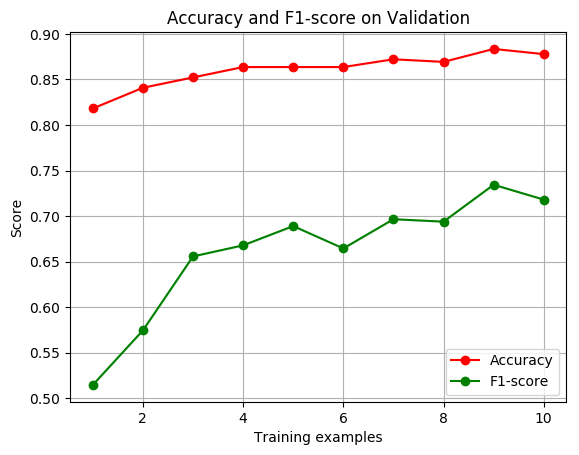 Accuracy and F1-score on Validation
0.90
0.85
0.80
0.75
0.70
0.65
0.60
0.55
0.50
Score
Accuracy
F1-score
2 4 6 8 10
Training examples